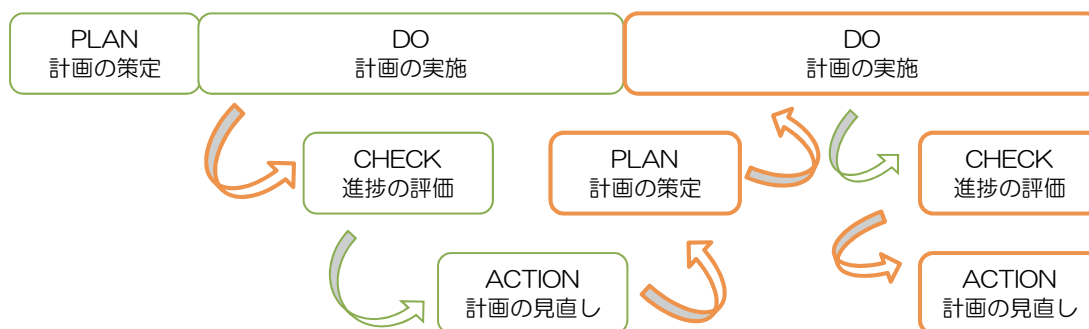 PLAN
計画の策定
DO
計画の実施
DO
計画の実施
CHECK
進捗の評価
PLAN
計画の策定
CHECK
進捗の評価
ACTION
計画の見直し
ACTION
計画の見直し